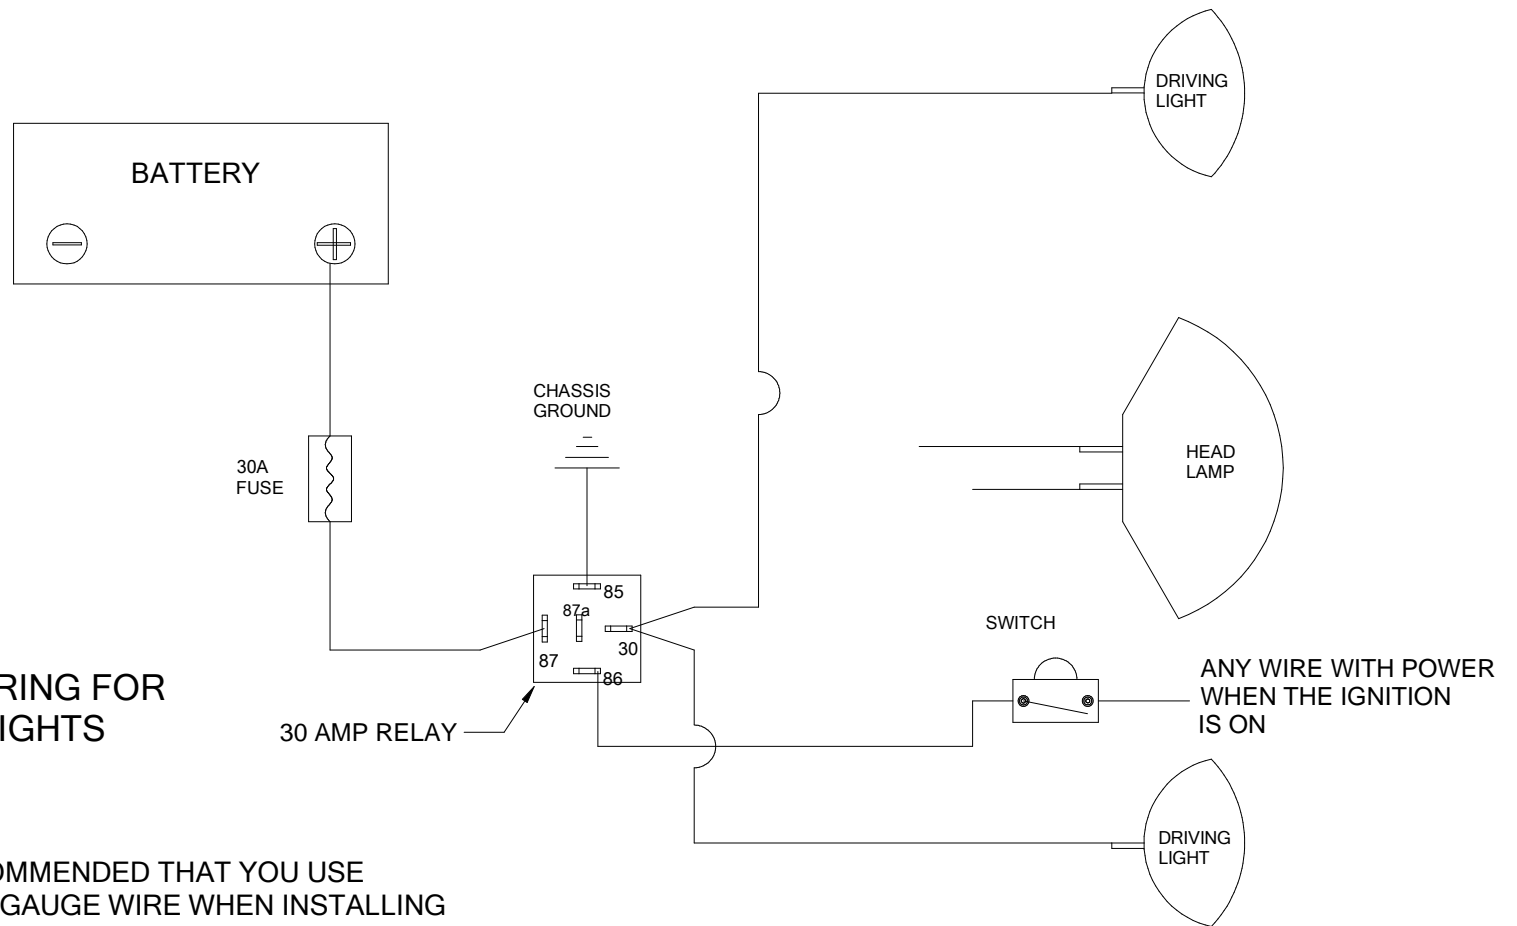 DRIVING
LIGHT
BATTERY
CHASSIS
GROUND
30A
FUSE
HEAD
LAMP
85
87a
87
30
86
SWITCH
ANY WIRE WITH POWER
WHEN THE IGNITION
IS ON
RING FOR
IGHTS
30 AMP RELAY
DRIVING
LIGHT
OMMENDED THAT YOU USE
GAUGE WIRE WHEN INSTALLING